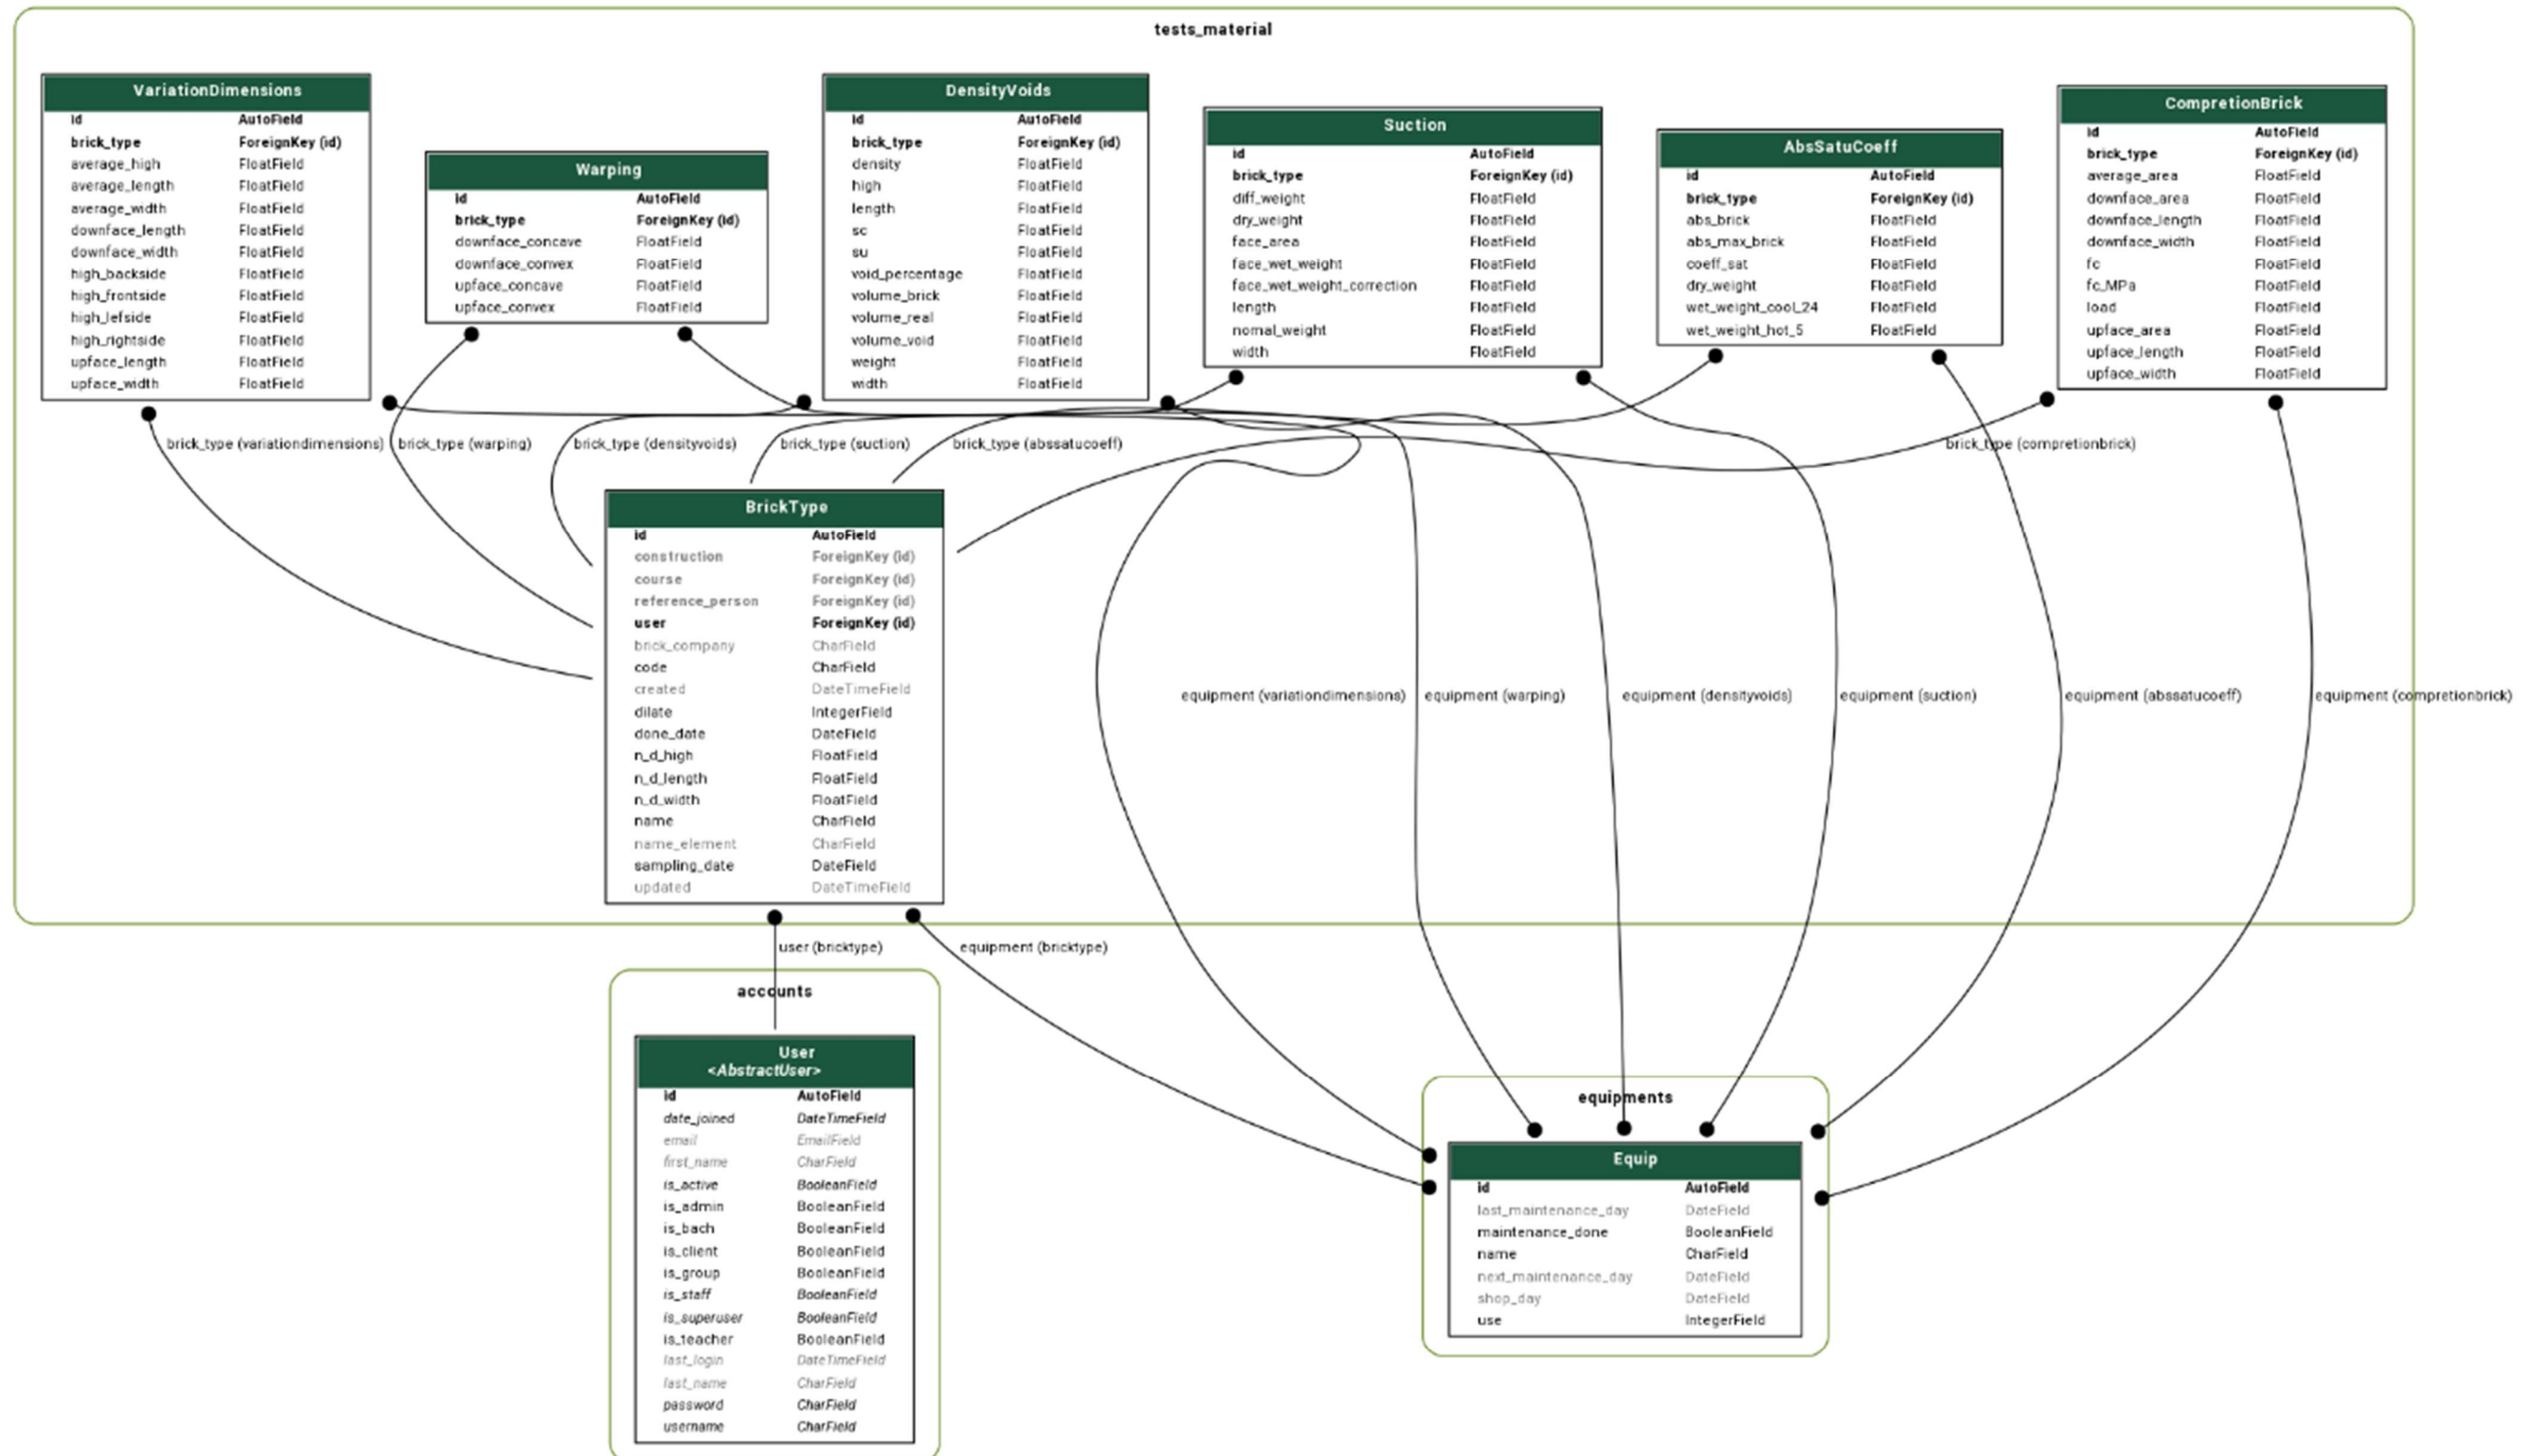 tests_material
VariationDimensions
id AutoField
brick_type ForeignKey (id)
average_high FloatField
average_length FloatField
average_width FloatField
downface_length FloatField
downface_width FloatField
high_backside FloatField
high_frontside FloatField
high_lefside FloatField
high_rightside FloatField
upface_length FloatField
upface_width FloatField
Warping
id AutoField
brick_type ForeignKey (id)
downface_concave FloatField
downface_convex FloatField
upface_concave FloatField
upface_convex FloatField
DensityVoids
id AutoField
brick_type ForeignKey (id)
density FloatField
high FloatField
length FloatField
sc FloatField
su FloatField
void_percentage FloatField
volume_brick FloatField
volume_real FloatField
volume_void FloatField
weight FloatField
width FloatField
Suction
id AutoField
brick_type ForeignKey (id)
diff_weight FloatField
dry_weight FloatField
face_area FloatField
face_wet_weight FloatField
face_wet_weight_correction FloatField
length FloatField
nomal_weight FloatField
width FloatField
AbsSatuCoeff
id AutoField
brick_type ForeignKey (id)
abs_brick FloatField
abs_max_brick FloatField
coeff_sat FloatField
dry_weight FloatField
wet_weight_cool_24 FloatField
wet_weight_hot_5 FloatField
CompretionBrick
id AutoField
brick_type ForeignKey (id)
average_area FloatField
downface_area FloatField
downface_length FloatField
downface_width FloatField
fc FloatField
fc_MPa FloatField
load FloatField
upface_area FloatField
upface_length FloatField
upface_width FloatField
brick_type (variationdimensions)
brick_type (warping)
brick_type (densityvoids)
brick_type (suction)
brick_type (abssatucoeff)
brick_type (compretionbrick)
BrickType
id AutoField
construction ForeignKey (id)
course ForeignKey (id)
reference_person ForeignKey (id)
user ForeignKey (id)
brick_company CharField
code CharField
created DateTimeField
dilate IntegerField
done_date DateField
n_d_high FloatField
n_d_length FloatField
n_d_width FloatField
name CharField
name_element CharField
sampling_date DateField
updated DateTimeField
equipment (variationdimensions)
equipment (warping)
equipment (densityvoids)
equipment (suction)
equipment (abssatucoeff)
equipment (compretionbrick)
user (bricktype)
equipment (bricktype)
accounts
User
<AbstractUser>
id AutoField
date_joined DateTimeField
email EmailField
first_name CharField
is_active BooleanField
is_admin BooleanField
is_bach BooleanField
is_client BooleanField
is_group BooleanField
is_staff BooleanField
is_superuser BooleanField
is_teacher BooleanField
last_login DateTimeField
last_name CharField
password CharField
username CharField
equipments
Equip
id AutoField
last_maintenance_day DateField
maintenance_done BooleanField
name CharField
next_maintenance_day DateField
shop_day DateField
use IntegerField